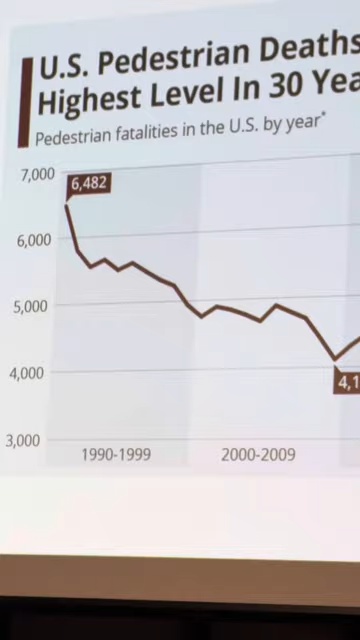 U.S. Pedestrian Deaths
Highest Level In 30
Pedestrian fatalities in the U.S. by year*
7,000
6,482
6,000
5,000
4,000
3,000
1990-1999
2000-2009